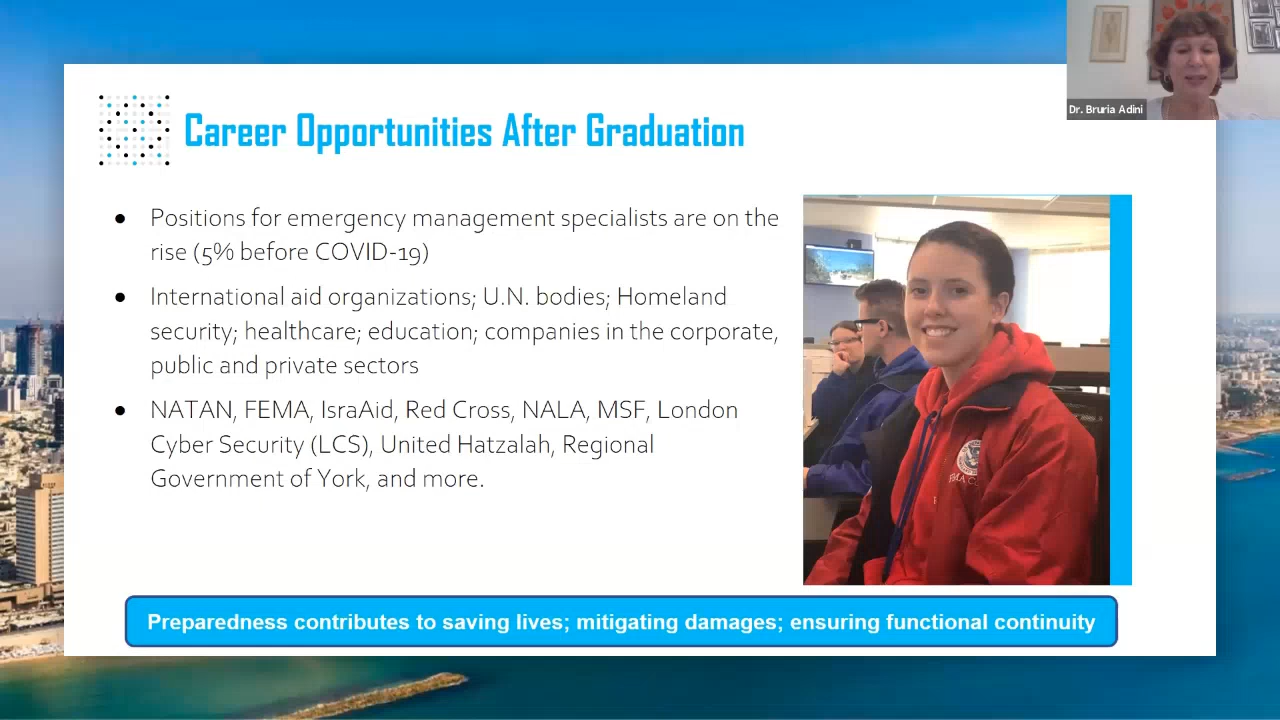 Dr. Bruria Adini
Career Opportunities After Graduation
● Positions for emergency management specialists are on the
rise (5% before COVID-19)
● International aid organizations; U.N. bodies; Homeland
security; healthcare; education; companies in the corporate,
public and private sectors
● NATAN, FEMA, IsraAid, Red Cross, NALA, MSF, London
Cyber Security (LCS), United Hatzalah, Regional
Government of York, and more.
Preparedness contributes to saving lives; mitigating damages; ensuring functional continuity